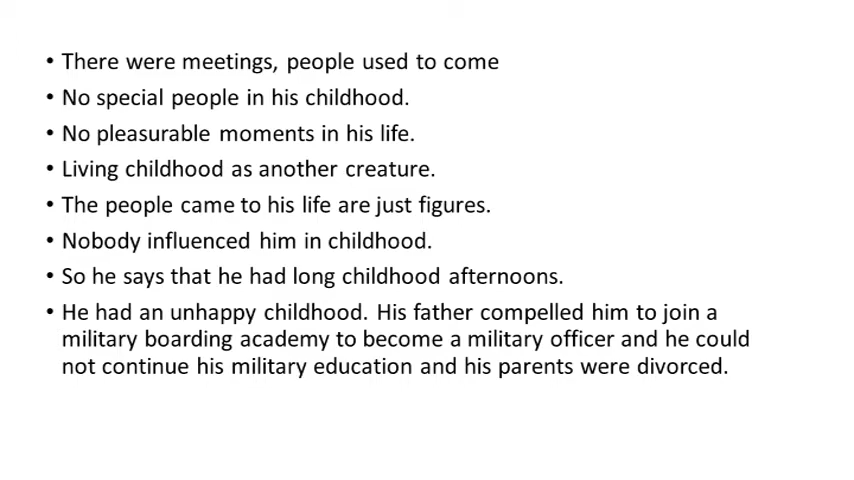 • There were meetings, people used to come
• No special people in his childhood.
• No pleasurable moments in his life.
• Living childhood as another creature.
• The people came to his life are just figures.
• Nobody influenced him in childhood.
• So he says that he had long childhood afternoons.
• He had an unhappy childhood. His father compelled him to join a
military boarding academy to become a military officer and he could
not continue his military education and his parents were divorced.